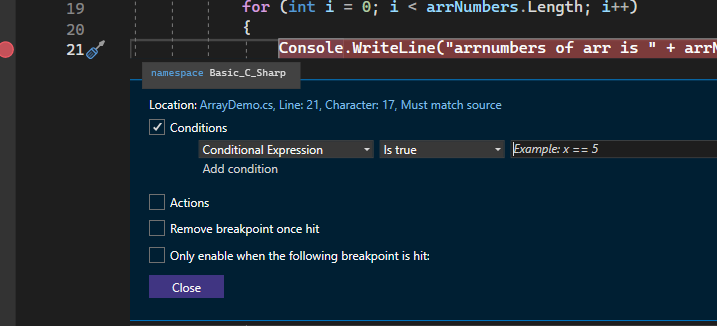 19
for (int i = 0; i < arrNumbers.Length; i++)
20
{
21
Console.WriteLine("arrnumbers of arr is " + arrN
namespace Basic_C_Sharp
Location: ArrayDemo.cs, Line: 21, Character: 17, Must match source
Conditions
Conditional Expression Is true Example: x == 5
Add condition
Actions
Remove breakpoint once hit
Only enable when the following breakpoint is hit:
Close